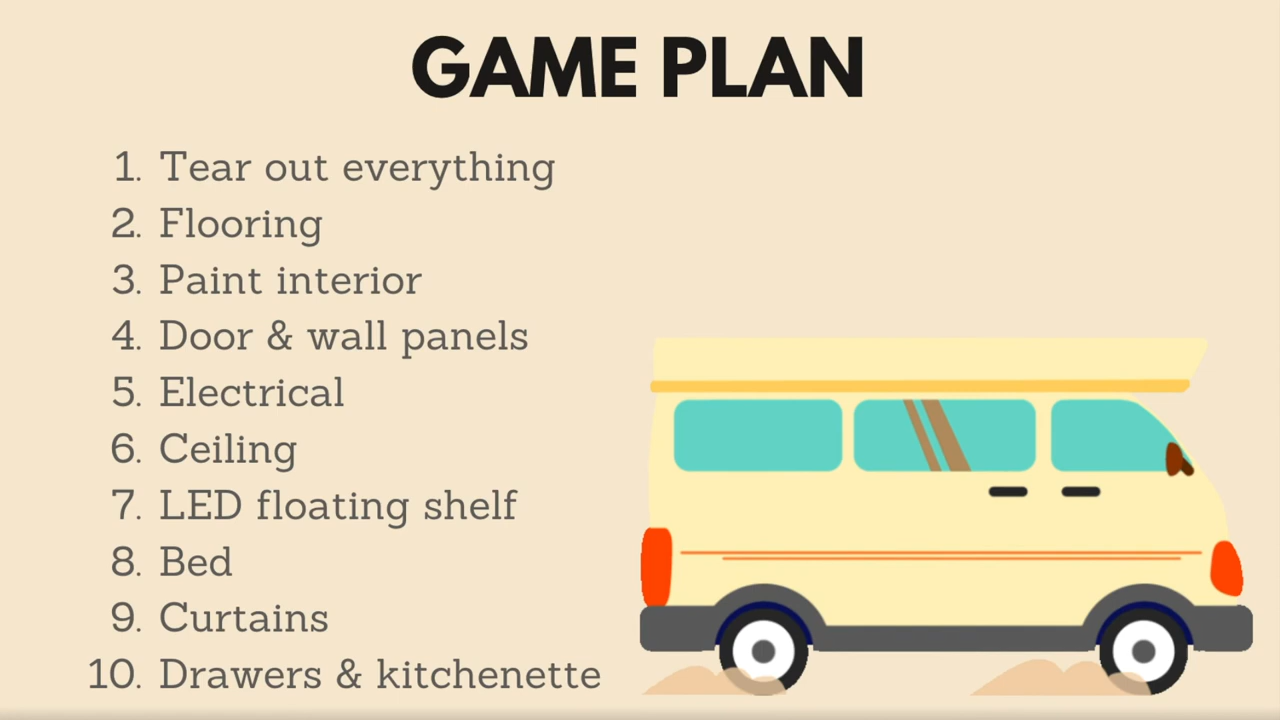 GAME PLAN
1. Tear out everything
2. Flooring
3. Paint interior
4. Door & wall panels
5. Electrical
6. Ceiling
7. LED floating shelf
8. Bed
9. Curtains
10. Drawers & kitchenette